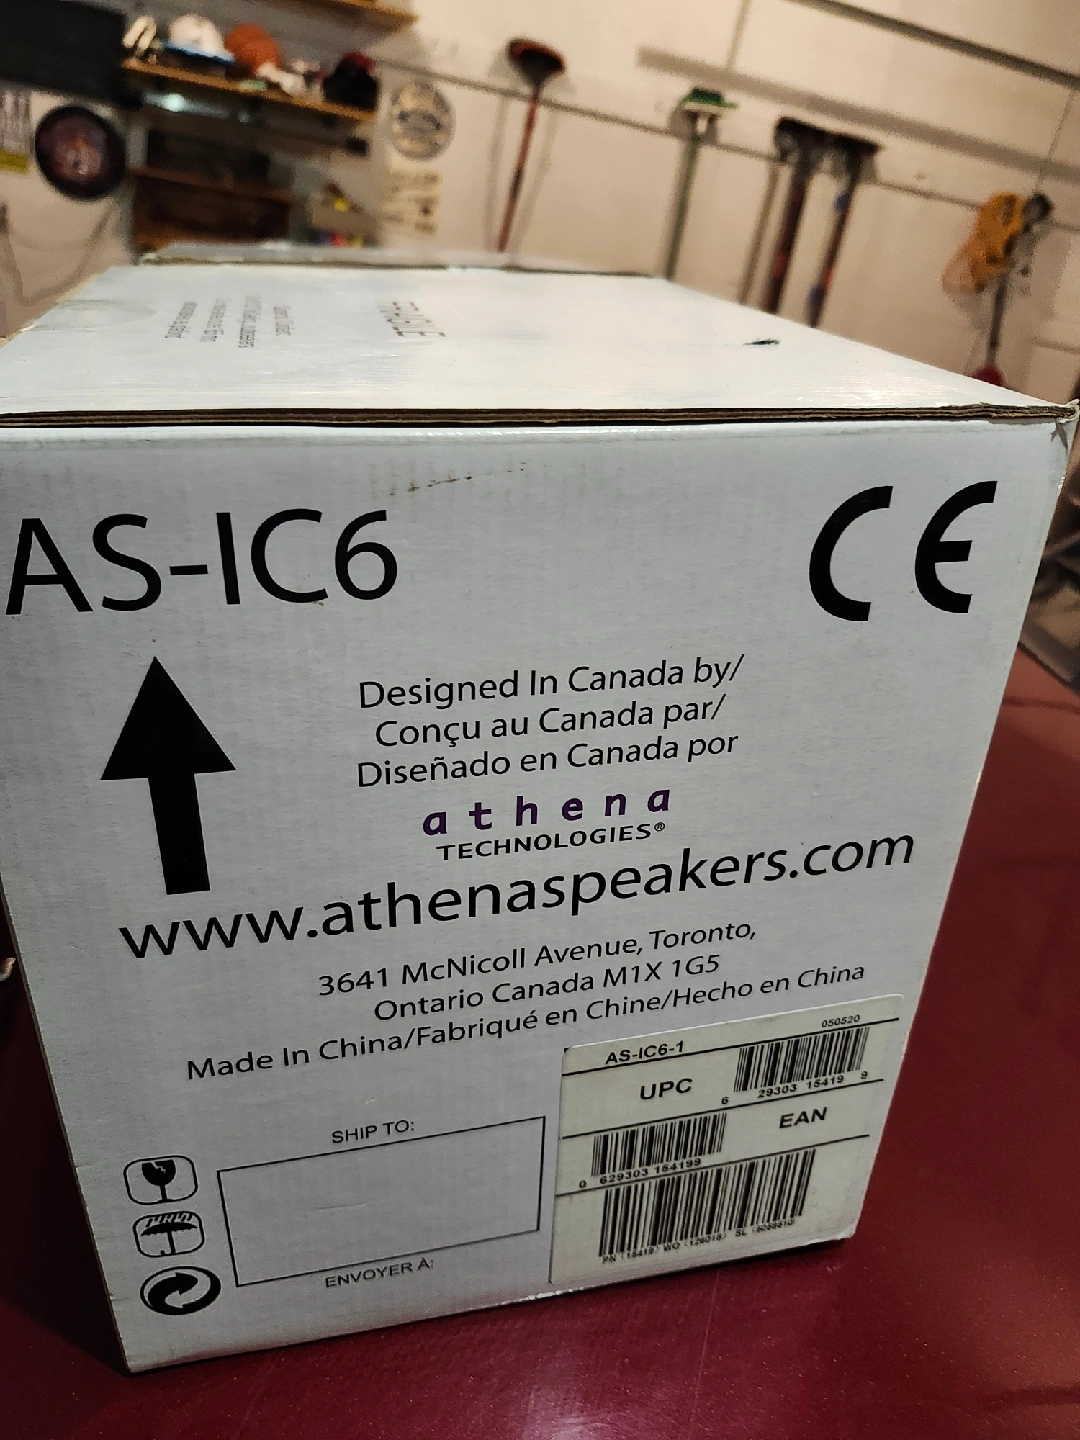 FRAGILE
AS-IC6
CE
Designed In Canada by/
Conçu au Canada par/
Diseñado en Canada por
athena
TECHNOLOGIES®
www.athenaspeakers.com
3641 McNicoll Avenue, Toronto,
Ontario Canada M1X 1G5
Made In China/Fabriqué en Chine/Hecho en China
050520
AS-IC6-1
UPC
6 29303 15419 9
EAN
0 629303 154199
SHIP TO:
ENVOYER À: